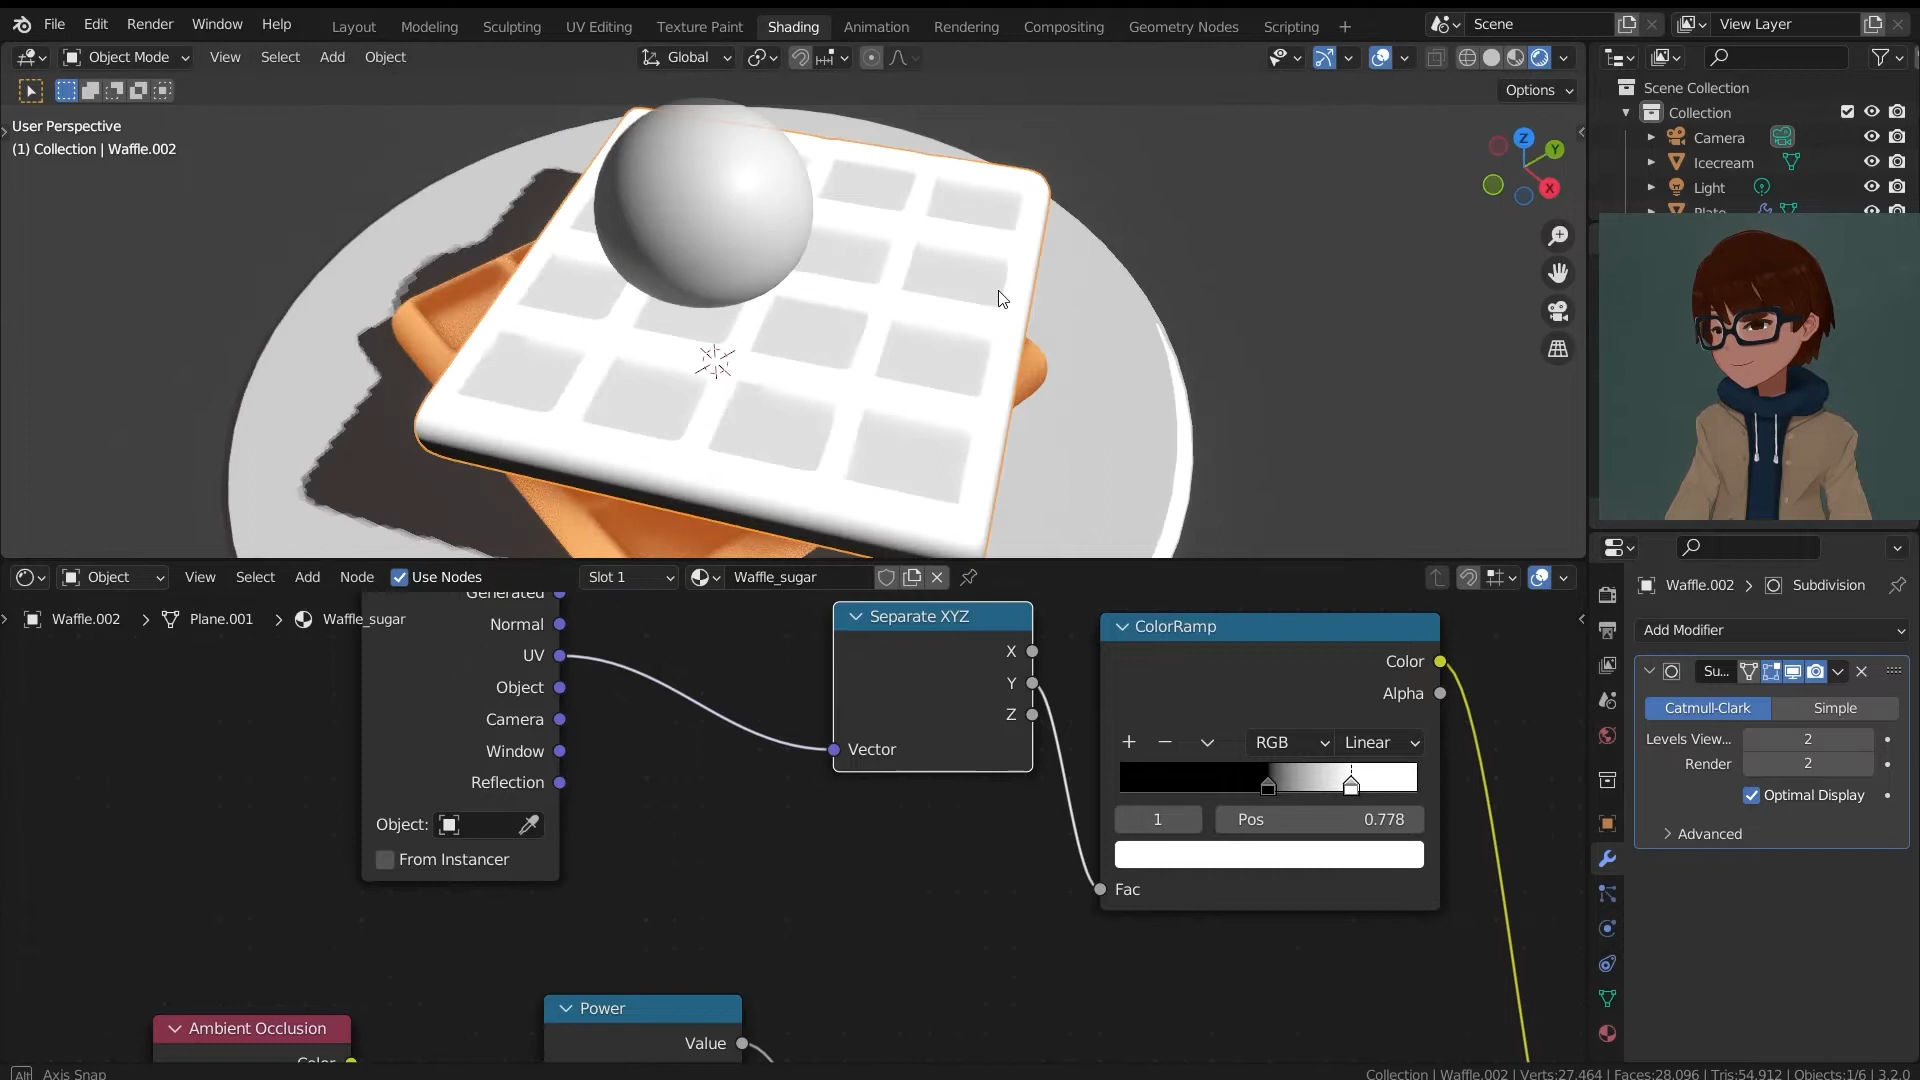 File Edit Render Window Help Layout Modeling Sculpting UV Editing Texture Paint Shading Animation Rendering Compositing Geometry Nodes Scripting + Scene View Layer
Object Mode View Select Add Object Global
Options
User Perspective
(1) Collection | Waffle.002
Z
Y
X
Scene Collection
Collection
Camera
Icecream
Light
Plate
Object View Select Add Node Use Nodes Slot 1 Waffle_sugar
Waffle.002 > Plane.001 > Waffle_sugar
Generated
Normal
UV
Object
Camera
Window
Reflection
Object:
From Instancer
Separate XYZ
X
Y
Z
Vector
ColorRamp
Color
Alpha
RGB Linear
1 Pos 0.778
Fac
Ambient Occlusion
Color
Power
Value
Waffle.002 > Subdivision
Add Modifier
Su...
Catmull-Clark Simple
Levels View... 2
Render 2
Optimal Display
Advanced
Alt Axis Snap
Collection | Waffle.002 | Verts:27,464 | Faces:28,096 | Tris:54,912 | Objects:1/6 | 3.2.0